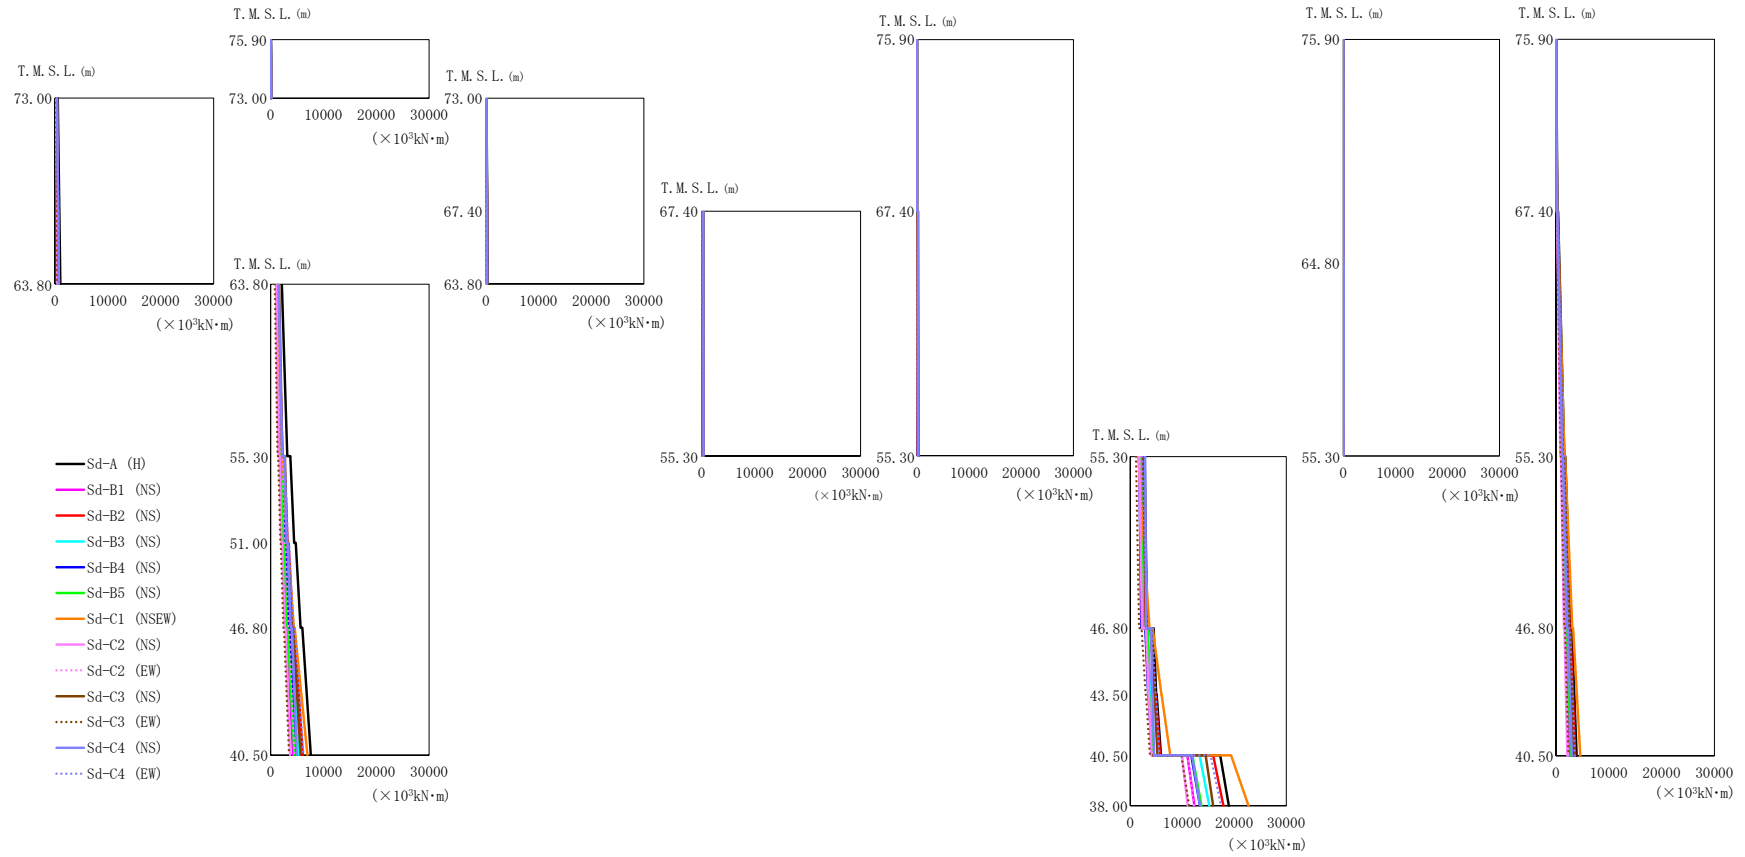 T.M.S.L.(m)
73.00
63.80
0 10000 20000 30000
(×10³kN·m)
T.M.S.L.(m)
75.90
73.00
0 10000 20000 30000
(×10³kN·m)
T.M.S.L.(m)
63.80
55.30
51.00
46.80
40.50
0 10000 20000 30000
(×10³kN·m)
T.M.S.L.(m)
73.00
67.40
63.80
0 10000 20000 30000
(×10³kN·m)
T.M.S.L.(m)
67.40
55.30
0 10000 20000 30000
(×10³kN·m)
T.M.S.L.(m)
75.90
67.40
55.30
0 10000 20000 30000
(×10³kN·m)
T.M.S.L.(m)
55.30
46.80
43.50
40.50
38.00
0 10000 20000 30000
(×10³kN·m)
T.M.S.L.(m)
75.90
64.80
55.30
0 10000 20000 30000
(×10³kN·m)
T.M.S.L.(m)
75.90
67.40
55.30
46.80
40.50
0 10000 20000 30000
(×10³kN·m)
Sd-A (H)
Sd-B1 (NS)
Sd-B2 (NS)
Sd-B3 (NS)
Sd-B4 (NS)
Sd-B5 (NS)
Sd-C1 (NSEW)
Sd-C2 (NS)
Sd-C2 (EW)
Sd-C3 (NS)
Sd-C3 (EW)
Sd-C4 (NS)
Sd-C4 (EW)